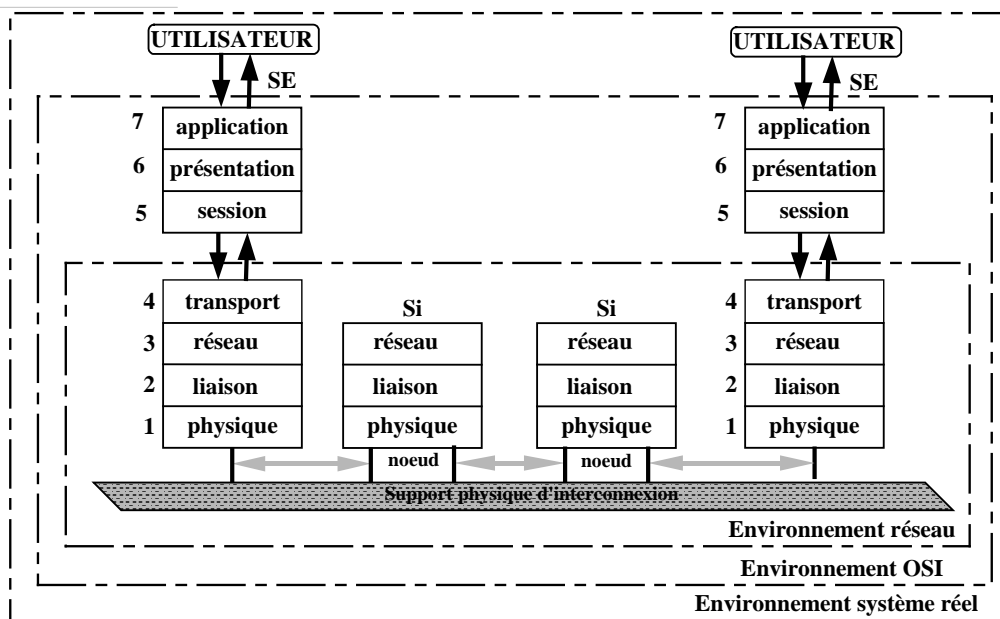 UTILISATEUR
UTILISATEUR
SE
SE
7 application
7 application
6 présentation
6 présentation
5 session
5 session
4 transport
Si
Si
4 transport
3 réseau
réseau
réseau
3 réseau
2 liaison
liaison
liaison
2 liaison
1 physique
physique
physique
1 physique
noeud
noeud
Support physique d'interconnexion
Environnement réseau
Environnement OSI
Environnement système réel